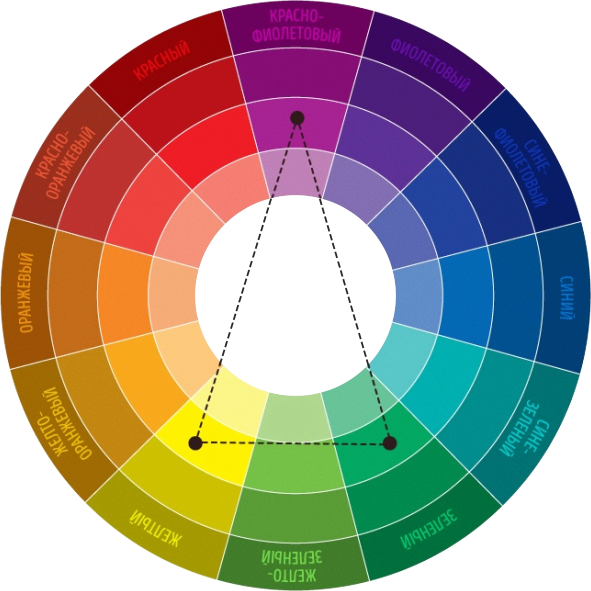 КРАСНО-
ФИОЛЕТОВЫЙ
ФИОЛЕТОВЫЙ
СИНЕ-
ФИОЛЕТОВЫЙ
СИНИЙ
СИНЕ-
ЗЕЛЕНЫЙ
ЗЕЛЕНЫЙ
ЖЕЛТО-
ЗЕЛЕНЫЙ
ЖЕЛТЫЙ
ЖЕЛТО-
ОРАНЖЕВЫЙ
ОРАНЖЕВЫЙ
КРАСНО-
ОРАНЖЕВЫЙ
КРАСНЫЙ